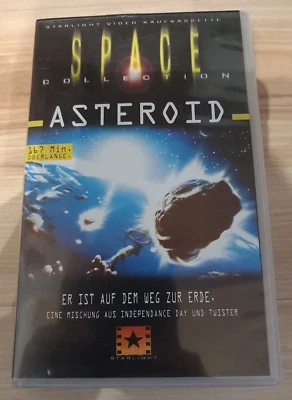 STARLIGHT VIDEO KAUFKASSETTE
SPACE
COLLECTION
ASTEROID
167 Min.
ÜBERLÄNGE!
ER IST AUF DEM WEG ZUR ERDE.
EINE MISCHUNG AUS INDEPENDANCE DAY UND TWISTER
STARLIGHT